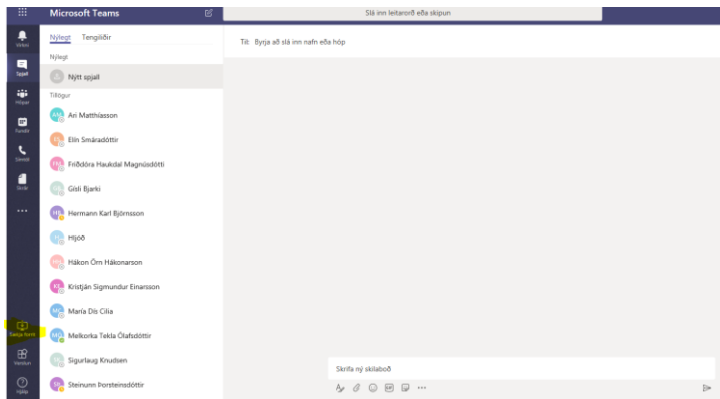 Microsoft Teams
Slá inn leitarorð eða skipun
Nýlegt Tengiliðir
Til: Byrja að slá inn nafn eða hóp
Nýlegt
Spjall
Nýtt spjall
Tillögur
Hópar
Ari Matthíasson
Fundir
Elín Smáradóttir
Símtöl
Friðdóra Haukdal Magnúsdótti
Skrár
Gísli Bjarki
Hermann Karl Björnsson
Hljóð
Hákon Örn Hákonarson
Kristján Sigmundur Einarsson
María Dís Cilia
Sækja forrit
Melkorka Tekla Ólafsdóttir
Verslun
Sigurlaug Knudsen
Skrifa ný skilaboð
Hjálp
Steinunn Þorsteinsdóttir
GIF